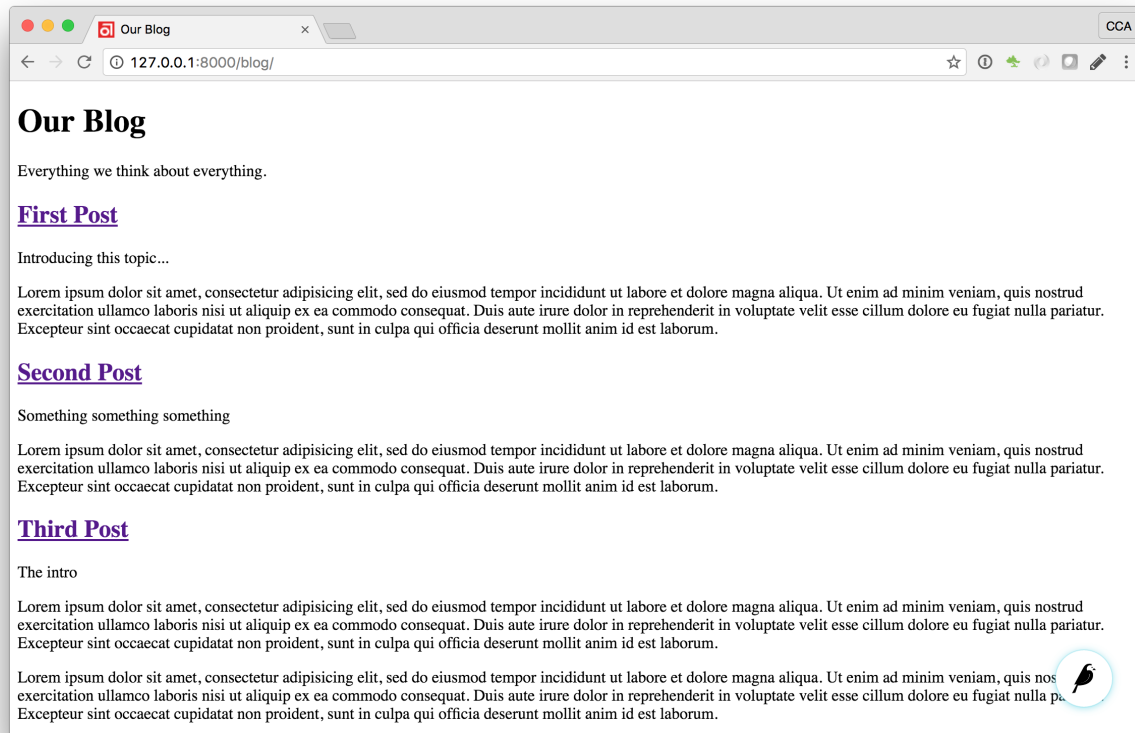 Our Blog
CCA
127.0.0.1:8000/blog/
Our Blog
Everything we think about everything.
First Post
Introducing this topic...
Lorem ipsum dolor sit amet, consectetur adipisicing elit, sed do eiusmod tempor incididunt ut labore et dolore magna aliqua. Ut enim ad minim veniam, quis nostrud
exercitation ullamco laboris nisi ut aliquip ex ea commodo consequat. Duis aute irure dolor in reprehenderit in voluptate velit esse cillum dolore eu fugiat nulla pariatur.
Excepteur sint occaecat cupidatat non proident, sunt in culpa qui officia deserunt mollit anim id est laborum.
Second Post
Something something something
Lorem ipsum dolor sit amet, consectetur adipisicing elit, sed do eiusmod tempor incididunt ut labore et dolore magna aliqua. Ut enim ad minim veniam, quis nostrud
exercitation ullamco laboris nisi ut aliquip ex ea commodo consequat. Duis aute irure dolor in reprehenderit in voluptate velit esse cillum dolore eu fugiat nulla pariatur.
Excepteur sint occaecat cupidatat non proident, sunt in culpa qui officia deserunt mollit anim id est laborum.
Third Post
The intro
Lorem ipsum dolor sit amet, consectetur adipisicing elit, sed do eiusmod tempor incididunt ut labore et dolore magna aliqua. Ut enim ad minim veniam, quis nostrud
exercitation ullamco laboris nisi ut aliquip ex ea commodo consequat. Duis aute irure dolor in reprehenderit in voluptate velit esse cillum dolore eu fugiat nulla pariatur.
Excepteur sint occaecat cupidatat non proident, sunt in culpa qui officia deserunt mollit anim id est laborum.
Lorem ipsum dolor sit amet, consectetur adipisicing elit, sed do eiusmod tempor incididunt ut labore et dolore magna aliqua. Ut enim ad minim veniam, quis
exercitation ullamco laboris nisi ut aliquip ex ea commodo consequat. Duis aute irure dolor in reprehenderit in voluptate velit esse cillum dolore eu fugiat nulla
Excepteur sint occaecat cupidatat non proident, sunt in culpa qui officia deserunt mollit anim id est laborum.